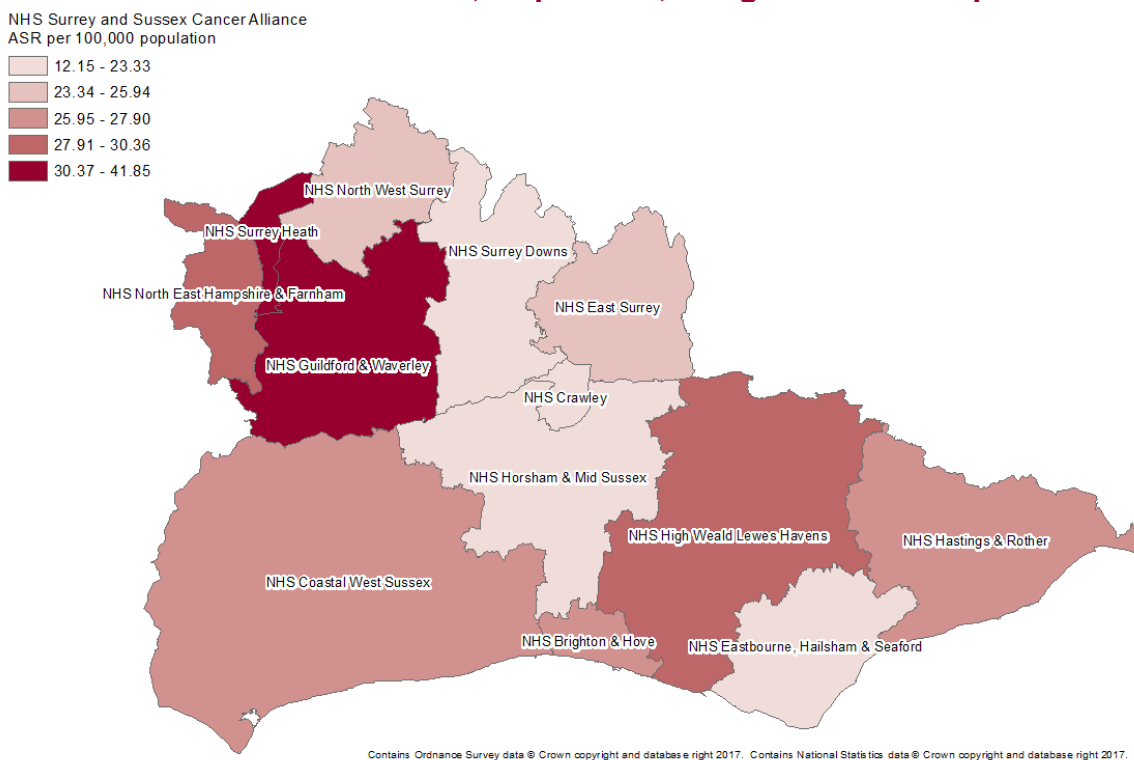 NHS Surrey and Sussex Cancer Alliance
ASR per 100,000 population
12.15 - 23.33
23.34 - 25.94
25.95 - 27.90
27.91 - 30.36
30.37 - 41.85
NHS North West Surrey
NHS Surrey Heath
NHS Surrey Downs
NHS North East Hampshire & Farnham
NHS East Surrey
NHS Guildford & Waverley
NHS Crawley
NHS Horsham & Mid Sussex
NHS High Weald Lewes Havens
NHS Hastings & Rother
NHS Coastal West Sussex
NHS Brighton & Hove
NHS Eastbourne, Hailsham & Seaford
Contains Ordnance Survey data © Crown copyright and database right 2017. Contains National Statistics data © Crown copyright and database right 2017.